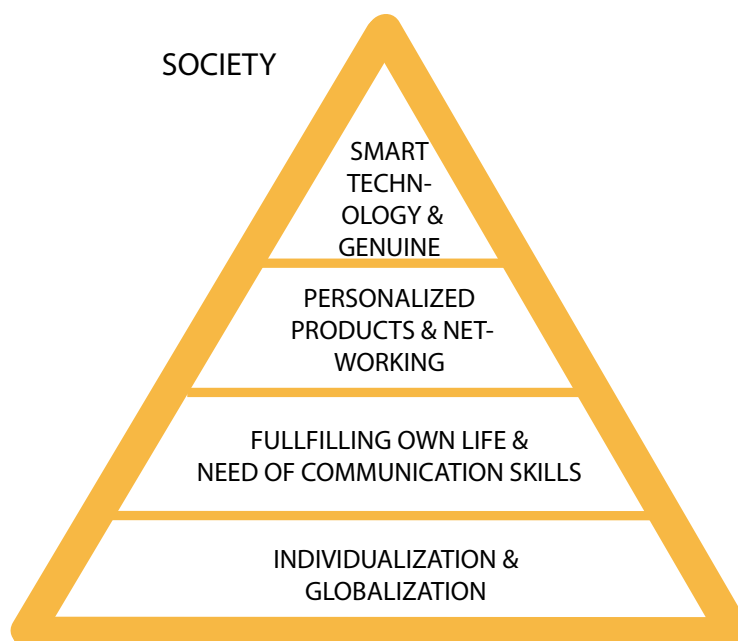 SOCIETY
SMART
TECHN-
OLOGY &
GENUINE
PERSONALIZED
PRODUCTS & NET-
WORKING
FULLFILLING OWN LIFE &
NEED OF COMMUNICATION SKILLS
INDIVIDUALIZATION &
GLOBALIZATION